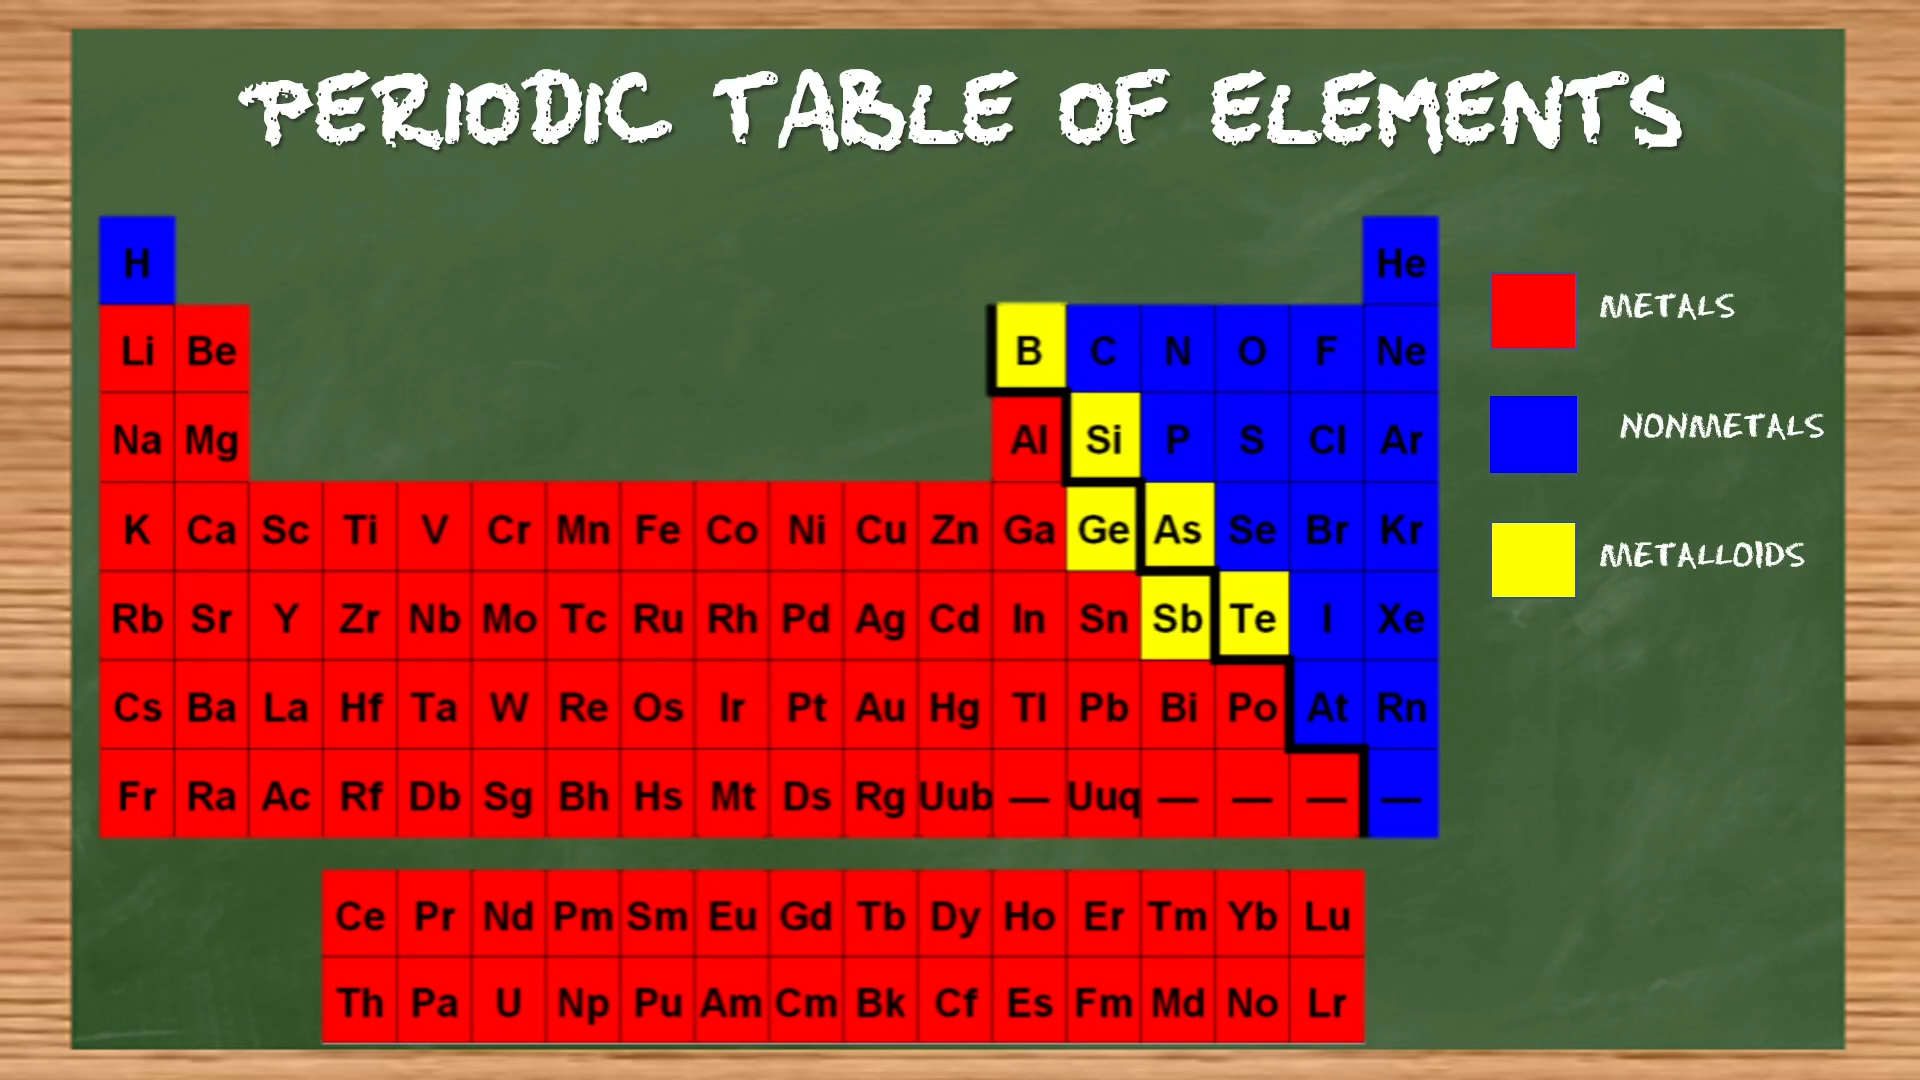 PERIODIC TABLE OF ELEMENTS
H He
Li Be B C N O F Ne
Na Mg Al Si P S Cl Ar
K Ca Sc Ti V Cr Mn Fe Co Ni Cu Zn Ga Ge As Se Br Kr
Rb Sr Y Zr Nb Mo Tc Ru Rh Pd Ag Cd In Sn Sb Te I Xe
Cs Ba La Hf Ta W Re Os Ir Pt Au Hg Tl Pb Bi Po At Rn
Fr Ra Ac Rf Db Sg Bh Hs Mt Ds Rg Uub — Uuq — — — —
Ce Pr Nd Pm Sm Eu Gd Tb Dy Ho Er Tm Yb Lu
Th Pa U Np Pu Am Cm Bk Cf Es Fm Md No Lr
METALS
NONMETALS
METALLOIDS